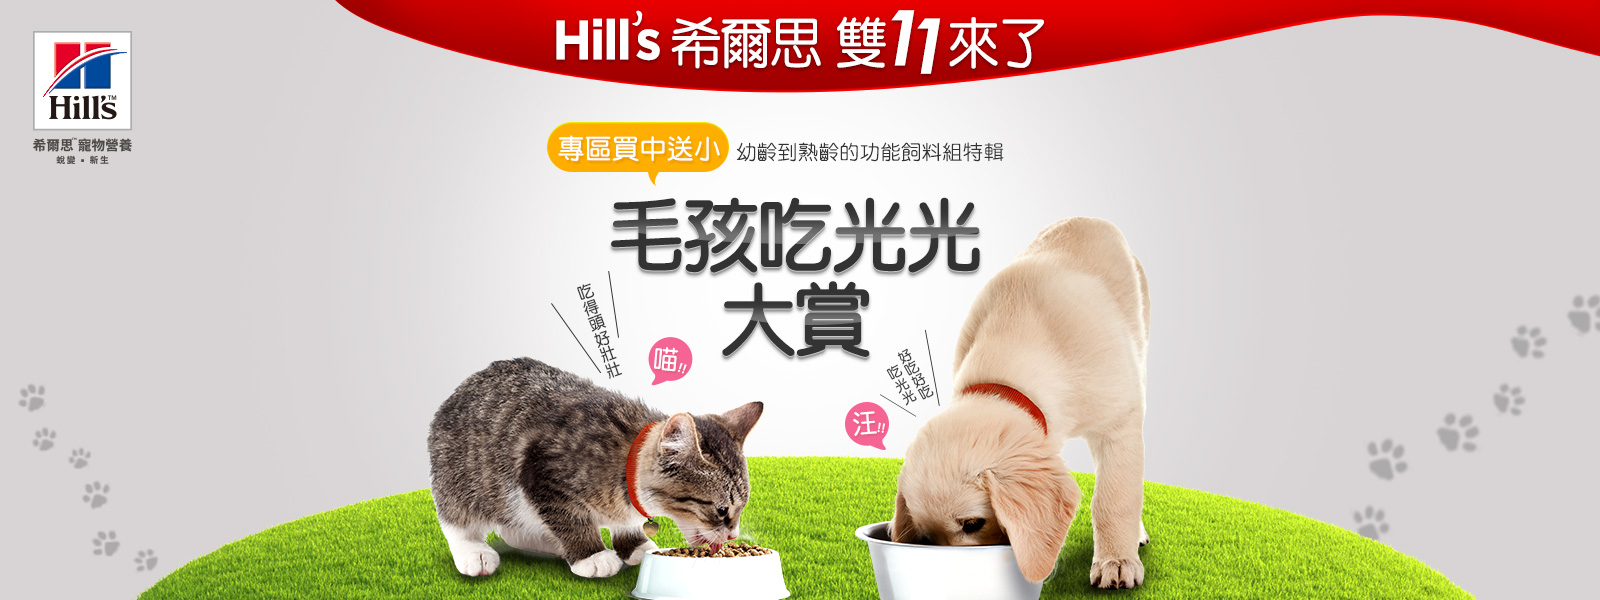 Hill's 希爾思 雙11來了
Hill's™
希爾思™寵物營養
蛻變・新生
專區買中送小 幼齡到熟齡的功能飼料組特輯
毛孩吃光光
大賞
吃得頭好壯壯
喵!!
好吃好吃
吃光光
汪!!